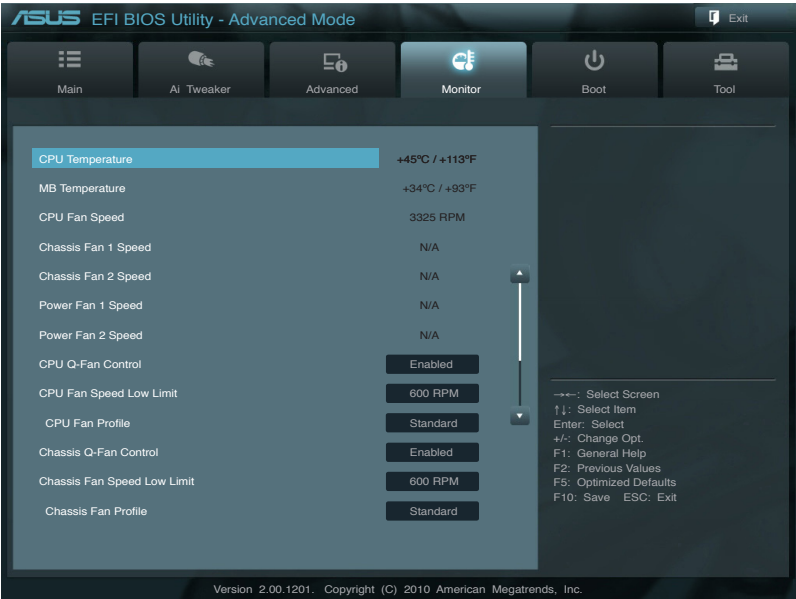 ASUS EFI BIOS Utility - Advanced Mode
Exit
Main Ai Tweaker Advanced Monitor Boot Tool
CPU Temperature +45ºC / +113ºF
MB Temperature +34ºC / +93ºF
CPU Fan Speed 3325 RPM
Chassis Fan 1 Speed N/A
Chassis Fan 2 Speed N/A
Power Fan 1 Speed N/A
Power Fan 2 Speed N/A
CPU Q-Fan Control Enabled
CPU Fan Speed Low Limit 600 RPM
CPU Fan Profile Standard
Chassis Q-Fan Control Enabled
Chassis Fan Speed Low Limit 600 RPM
Chassis Fan Profile Standard
→←: Select Screen
↑↓: Select Item
Enter: Select
+/-: Change Opt.
F1: General Help
F2: Previous Values
F5: Optimized Defaults
F10: Save ESC: Exit
Version 2.00.1201. Copyright (C) 2010 American Megatrends, Inc.